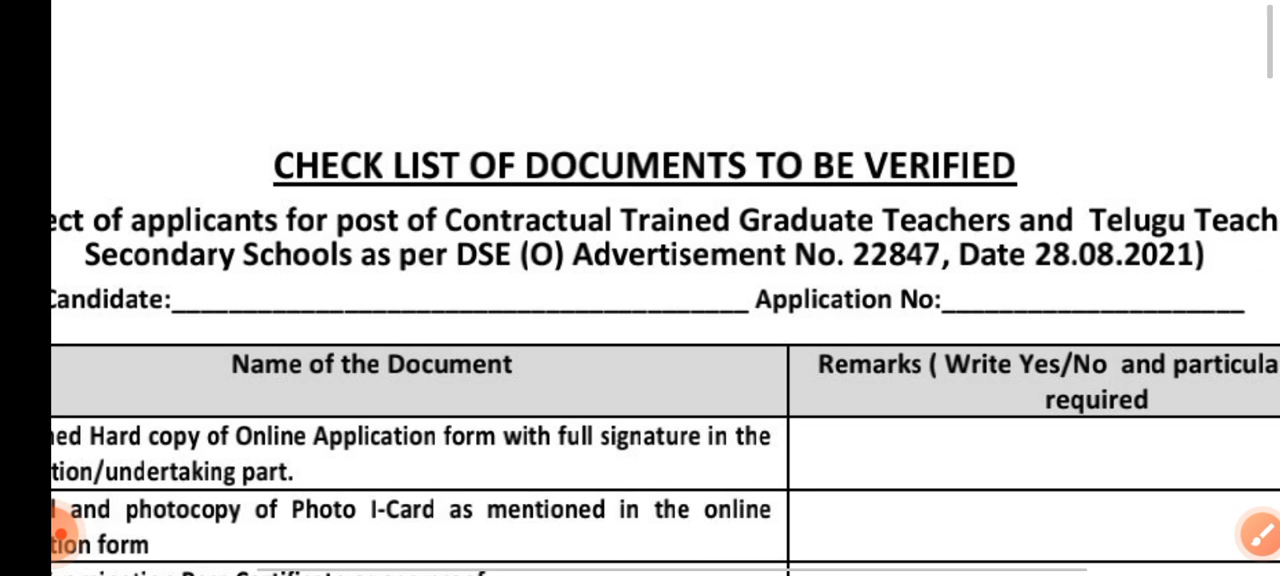 CHECK LIST OF DOCUMENTS TO BE VERIFIED
ect of applicants for post of Contractual Trained Graduate Teachers and Telugu Teach
Secondary Schools as per DSE (O) Advertisement No. 22847, Date 28.08.2021)
Candidate:________________________________________ Application No:_____________________
Name of the Document
Remarks ( Write Yes/No and particula
required
ned Hard copy of Online Application form with full signature in the
tion/undertaking part.
and photocopy of Photo I-Card as mentioned in the online
tion form